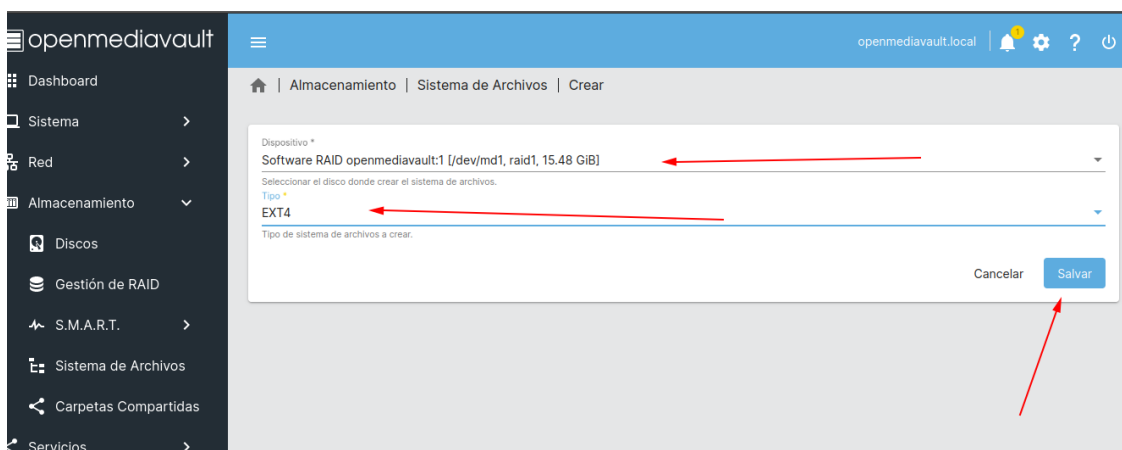 openmediavault
openmediavault.local
1
?
Dashboard
| Almacenamiento | Sistema de Archivos | Crear
Sistema
Red
Almacenamiento
Discos
Gestión de RAID
S.M.A.R.T.
Sistema de Archivos
Carpetas Compartidas
Servicios
Dispositivo *
Software RAID openmediavault:1 [/dev/md1, raid1, 15.48 GiB]
Seleccionar el disco donde crear el sistema de archivos.
Tipo *
EXT4
Tipo de sistema de archivos a crear.
Cancelar
Salvar